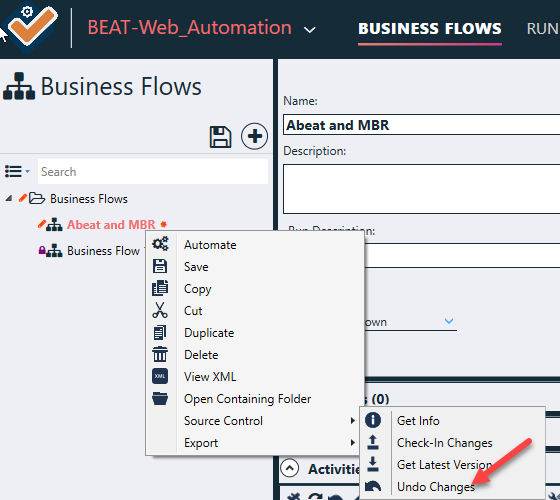 BEAT-Web_Automation
BUSINESS FLOWS
RUN
Business Flows
Search
Business Flows
Abeat and MBR
Business Flow
Name:
Abeat and MBR
Description:
Run Description:
own
Automate
Save
Copy
Cut
Duplicate
Delete
XML
View XML
Open Containing Folder
Source Control
Export
(0)
Get Info
Check-In Changes
Get Latest Version
Undo Changes
Activities